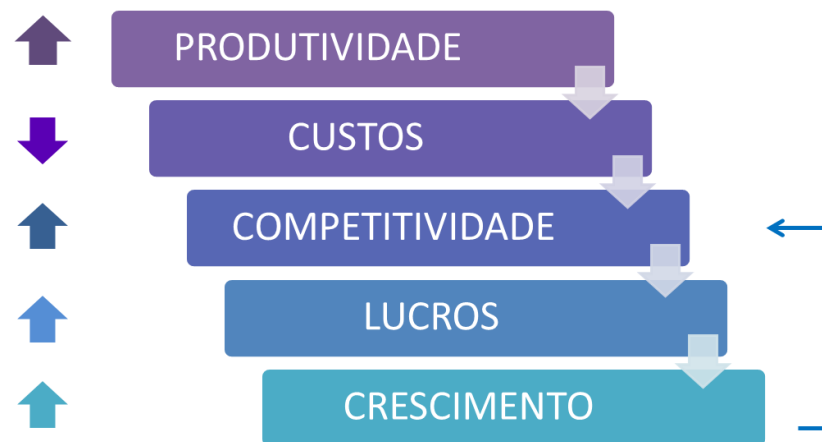 PRODUTIVIDADE
CUSTOS
COMPETITIVIDADE
LUCROS
CRESCIMENTO